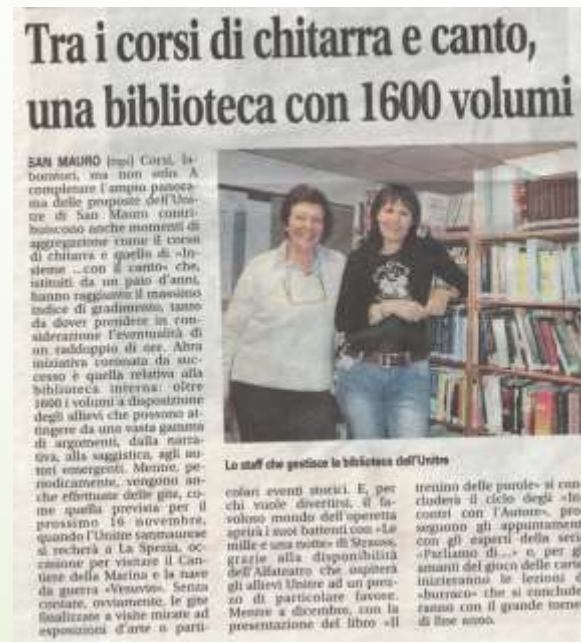 Tra i corsi di chitarra e canto,
una biblioteca con 1600 volumi
SAN MAURO Corsi, la-
boratori, ma non solo. A
completare l'ampio panora-
ma delle proposte dell'Uni-
tre di San Mauro contri-
buiscono anche momenti di
aggregazione come il corso
di chitarra e quello di «In-
sieme ...con il canto» che,
istituiti da un paio d'anni,
hanno raggiunto il massimo
indice di gradimento, tanto
da dover prendere in con-
siderazione l'eventualità di
un raddoppio di ore. Altra
iniziativa coronata da suc-
cesso è quella relativa alla
biblioteca interna: oltre
1600 i volumi a disposizione
degli allievi che possono at-
tingere da una vasta gamma
di argomenti, dalla narra-
tiva, alla saggistica, agli au-
tori emergenti. Mentre, pe-
riodicamente, vengono an-
che effettuate delle gite, co-
me quella prevista per il
prossimo 16 novembre,
quando l'Unitre sanmaurese
si recherà a La Spezia, oc-
casione per visitare il Can-
tiere della Marina e la nave
da guerra «Vesuvio». Senza
contare, ovviamente, le gite
finalizzate a visite mirate ad
esposizioni d'arte o parti-
Lo staff che gestisce la biblioteca dell'Unitre
colari eventi storici. E, per
chi vuole divertirsi, il fa-
voloso mondo dell'operetta
aprirà i suoi battenti con «Le
mille e una notte» di Strauss,
grazie alla disponibilità
dell'Alfateatro che ospiterà
gli allievi Unitre ad un prez-
zo di particolare favore.
Mentre a dicembre, con la
presentazione del libro «Il
trenino delle parole» si con-
cluderà il ciclo degli «In-
contri con l'Autore», pro-
seguono gli appuntamen
con gli esperti della seri
«Parliamo di...» e, per gl
amanti del gioco delle carte
inizieranno le lezioni d
«burraco» che si conclude
ranno con il grande torne
di fine anno.